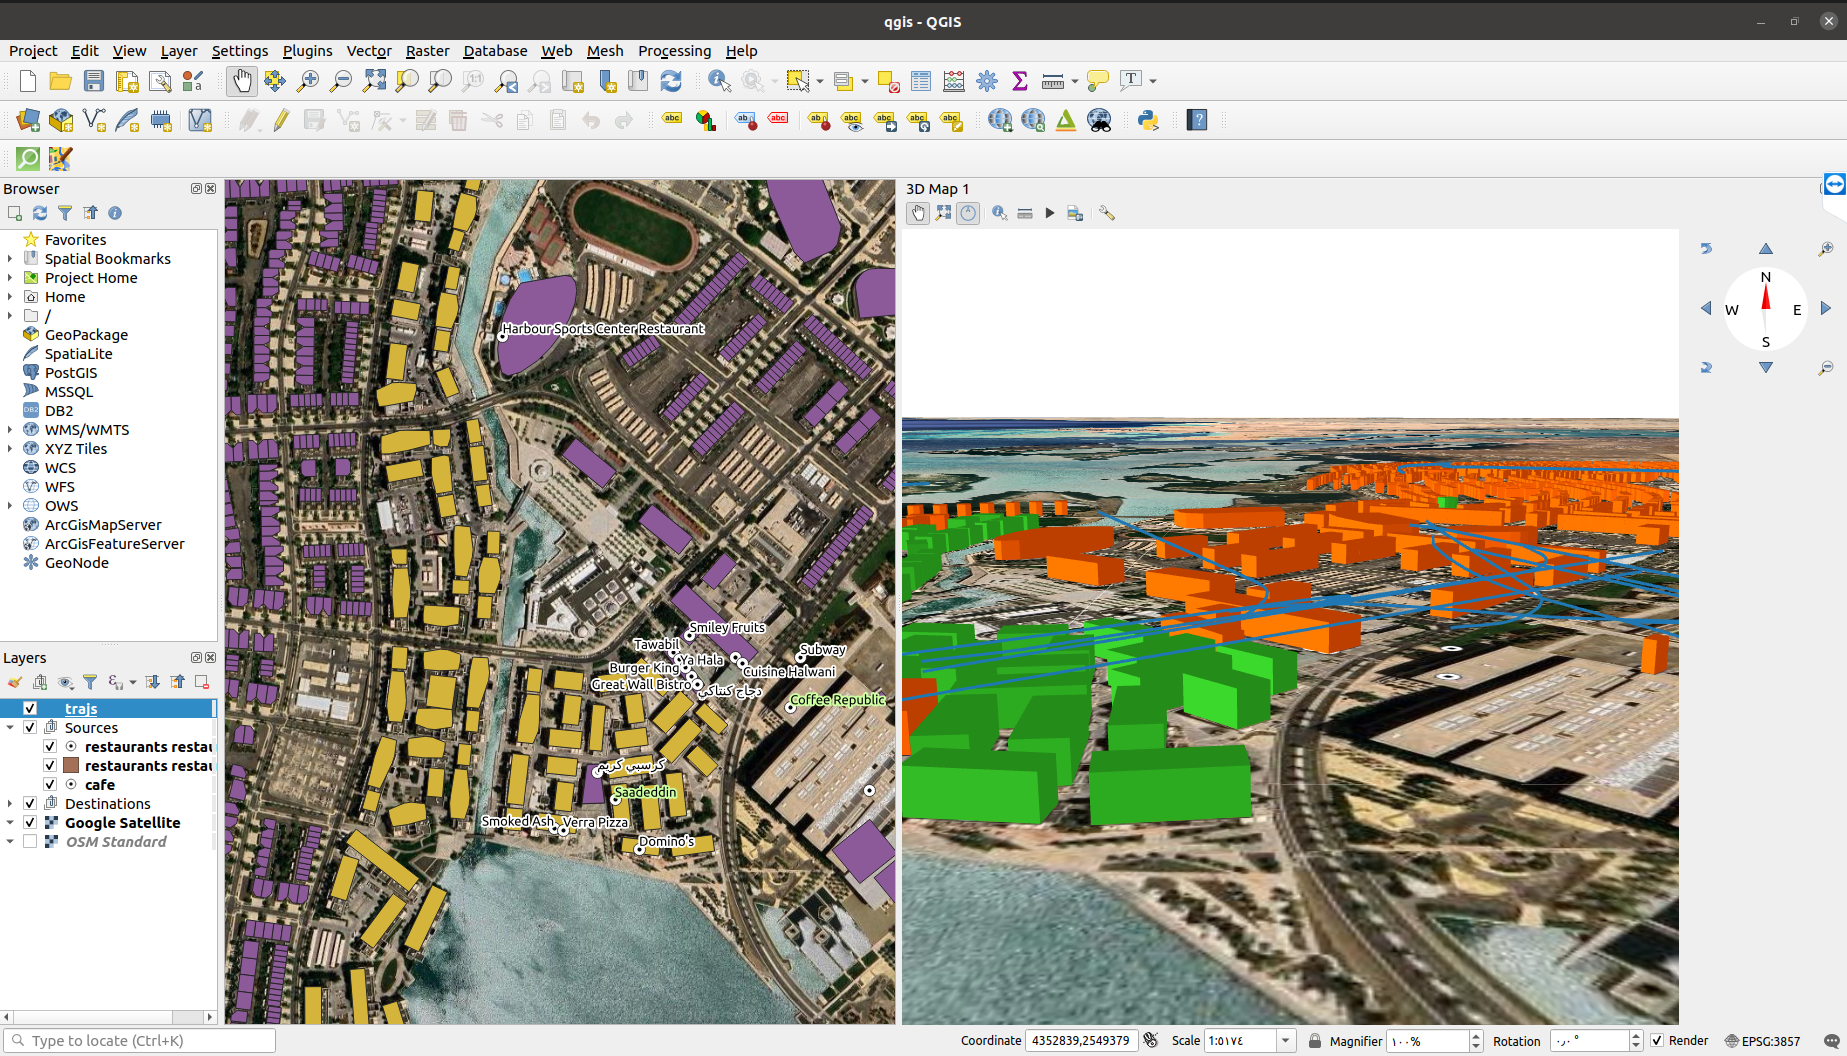 qgis - QGIS
Project Edit View Layer Settings Plugins Vector Raster Database Web Mesh Processing Help
Browser
Favorites
Spatial Bookmarks
Project Home
Home
/
GeoPackage
SpatiaLite
PostGIS
MSSQL
DB2
WMS/WMTS
XYZ Tiles
WCS
WFS
OWS
ArcGisMapServer
ArcGisFeatureServer
GeoNode
Layers
trajs
Sources
restaurants restau
restaurants restau
cafe
Destinations
Google Satellite
OSM Standard
Harbour Sports Center Restaurant
Smiley Fruits
Tawabil
Ya Hala
Subway
Burger King
Cuisine Halwani
Great Wall Bistro
دجاج كنتاكي
Coffee Republic
كرسبي كريم
Saadeddin
Smoked Ash
Verra Pizza
Domino's
3D Map 1
N
W E
S
Type to locate (Ctrl+K)
Coordinate 4352839,2549379 Scale 1:٥١٧٤ Magnifier ١٠٠% Rotation ٠٫٠ ° Render EPSG:3857